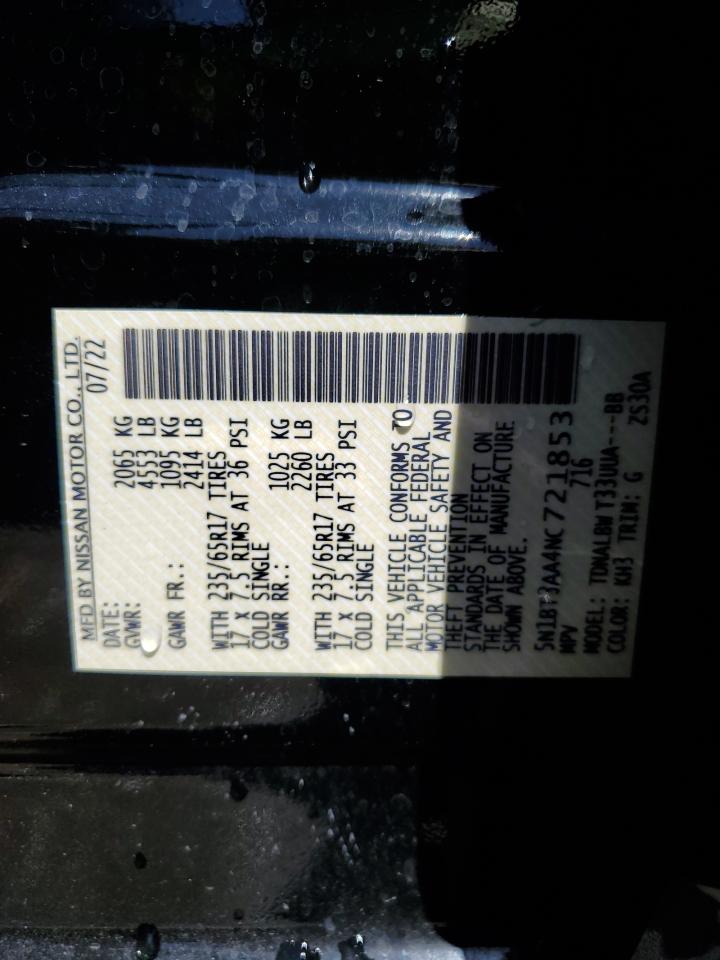 MFD BY NISSAN MOTOR CO., LTD.
DATE: 07/22
GVWR: 2065 KG
4553 LB
GAWR FR.: 1095 KG
2414 LB
WITH 235/65R17 TIRES
17 X 7.5 RIMS AT 36 PSI
COLD SINGLE
GAWR RR.: 1025 KG
2260 LB
WITH 235/65R17 TIRES
17 X 7.5 RIMS AT 33 PSI
COLD SINGLE
THIS VEHICLE CONFORMS TO
ALL APPLICABLE FEDERAL
MOTOR VEHICLE SAFETY AND
THEFT PREVENTION
STANDARDS IN EFFECT ON
THE DATE OF MANUFACTURE
SHOWN ABOVE.
MPV 716
MODEL: TDNALBW T33UUA---BB
COLOR: KH3 TRIM: G ZS30A